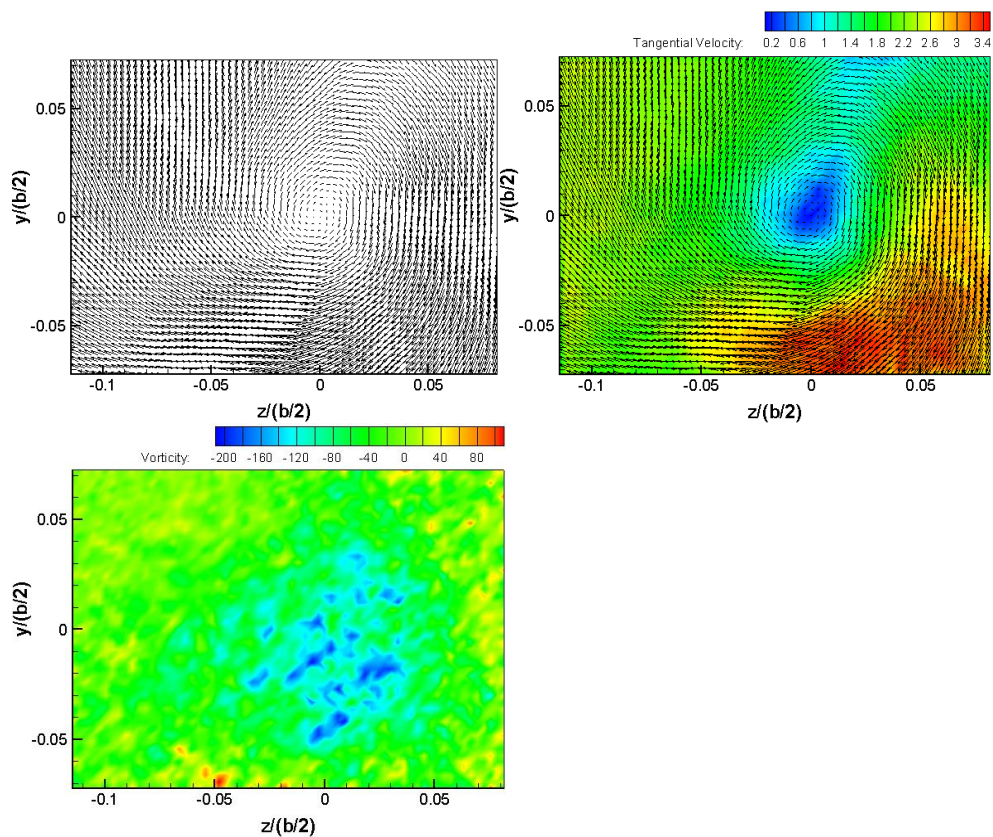 Tangential Velocity: 0.2 0.6 1 1.4 1.8 2.2 2.6 3 3.4
0.05
0
-0.05
y/(b/2)
-0.1 -0.05 0 0.05
z/(b/2)
0.05
0
-0.05
y/(b/2)
-0.1 -0.05 0 0.05
z/(b/2)
Vorticity: -200 -160 -120 -80 -40 0 40 80
0.05
0
-0.05
y/(b/2)
-0.1 -0.05 0 0.05
z/(b/2)